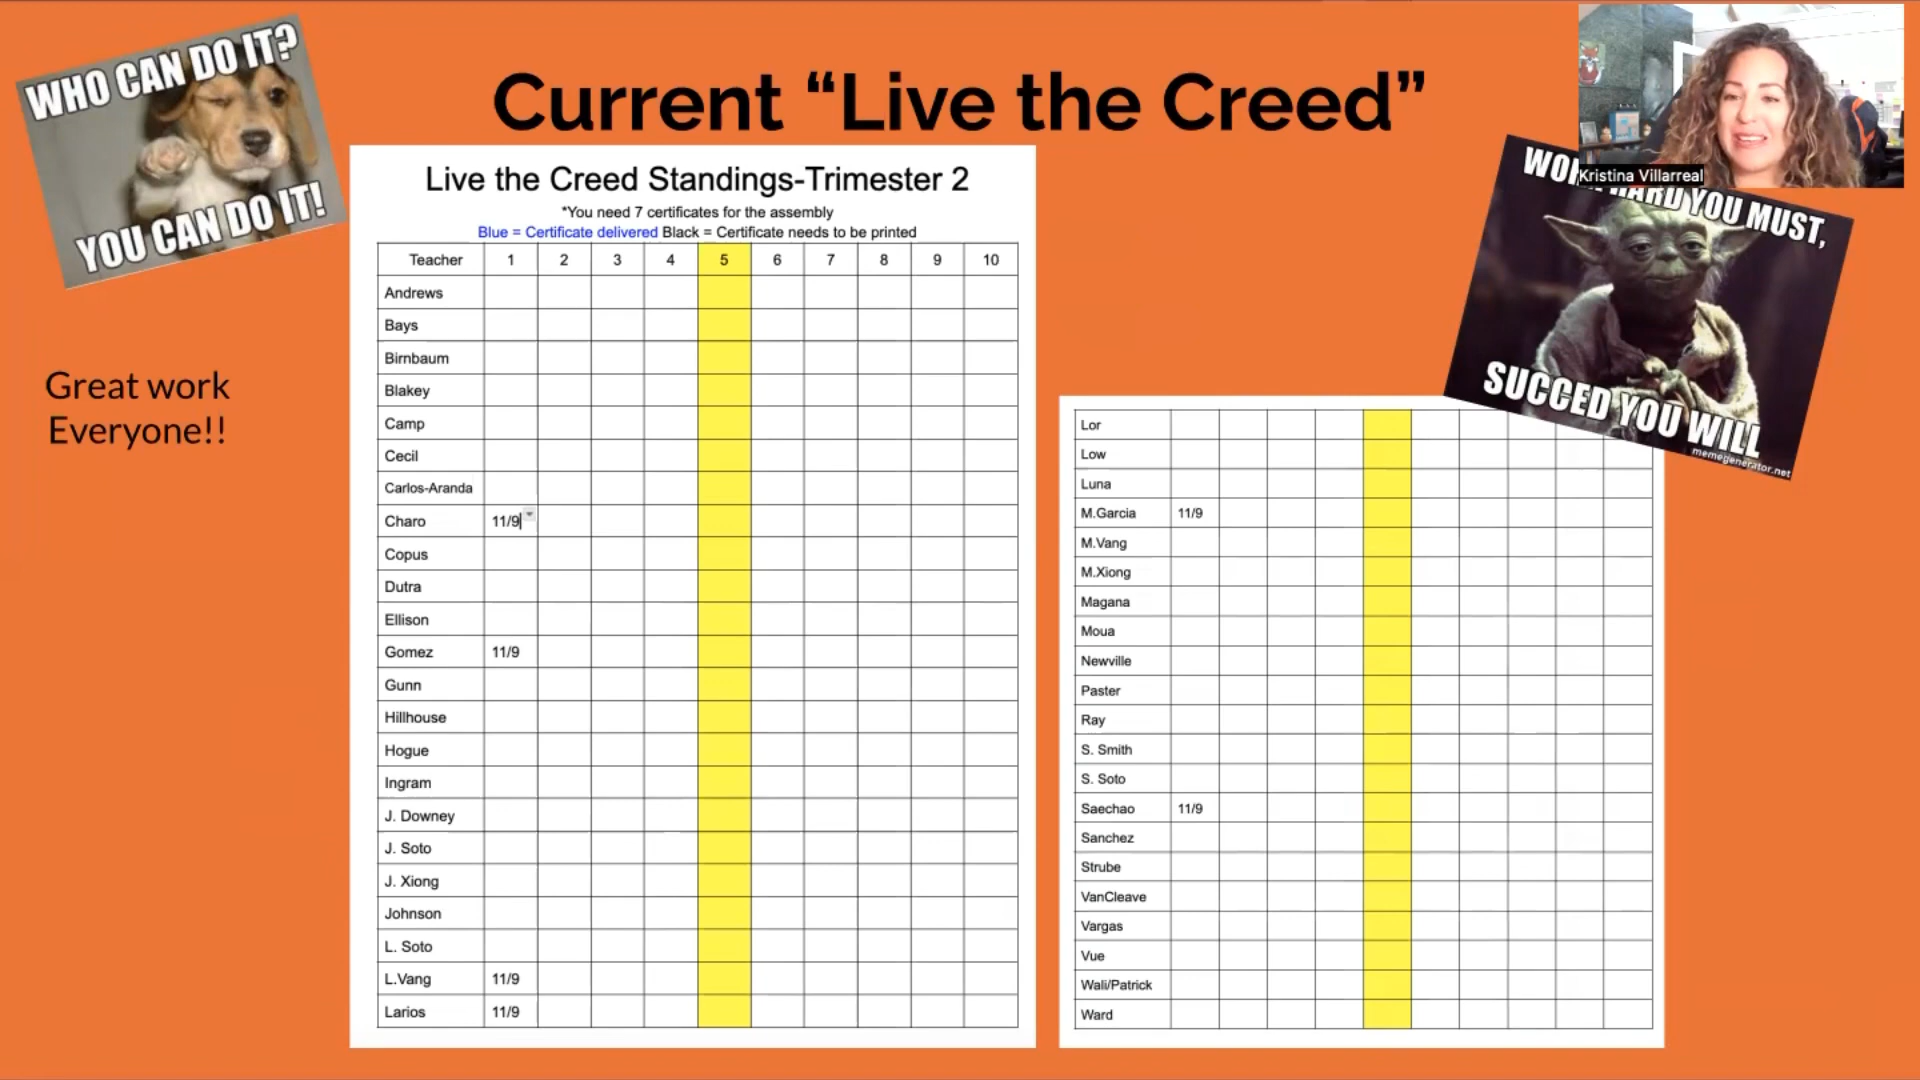 WHO CAN DO IT?
YOU CAN DO IT!
Current “Live the Creed”
Kristina Villarreal
HARD YOU MUST,
SUCCED YOU WILL
memegenerator.net
Great work
Everyone!!
Live the Creed Standings-Trimester 2
*You need 7 certificates for the assembly
Blue = Certificate delivered Black = Certificate needs to be printed
Teacher 1 2 3 4 5 6 7 8 9 10
Andrews
Bays
Birnbaum
Blakey
Camp
Cecil
Carlos-Aranda
Charo 11/9
Copus
Dutra
Ellison
Gomez 11/9
Gunn
Hillhouse
Hogue
Ingram
J. Downey
J. Soto
J. Xiong
Johnson
L. Soto
L.Vang 11/9
Larios 11/9
Lor
Low
Luna
M.Garcia 11/9
M.Vang
M.Xiong
Magana
Moua
Newville
Paster
Ray
S. Smith
S. Soto
Saechao 11/9
Sanchez
Strube
VanCleave
Vargas
Vue
Wali/Patrick
Ward